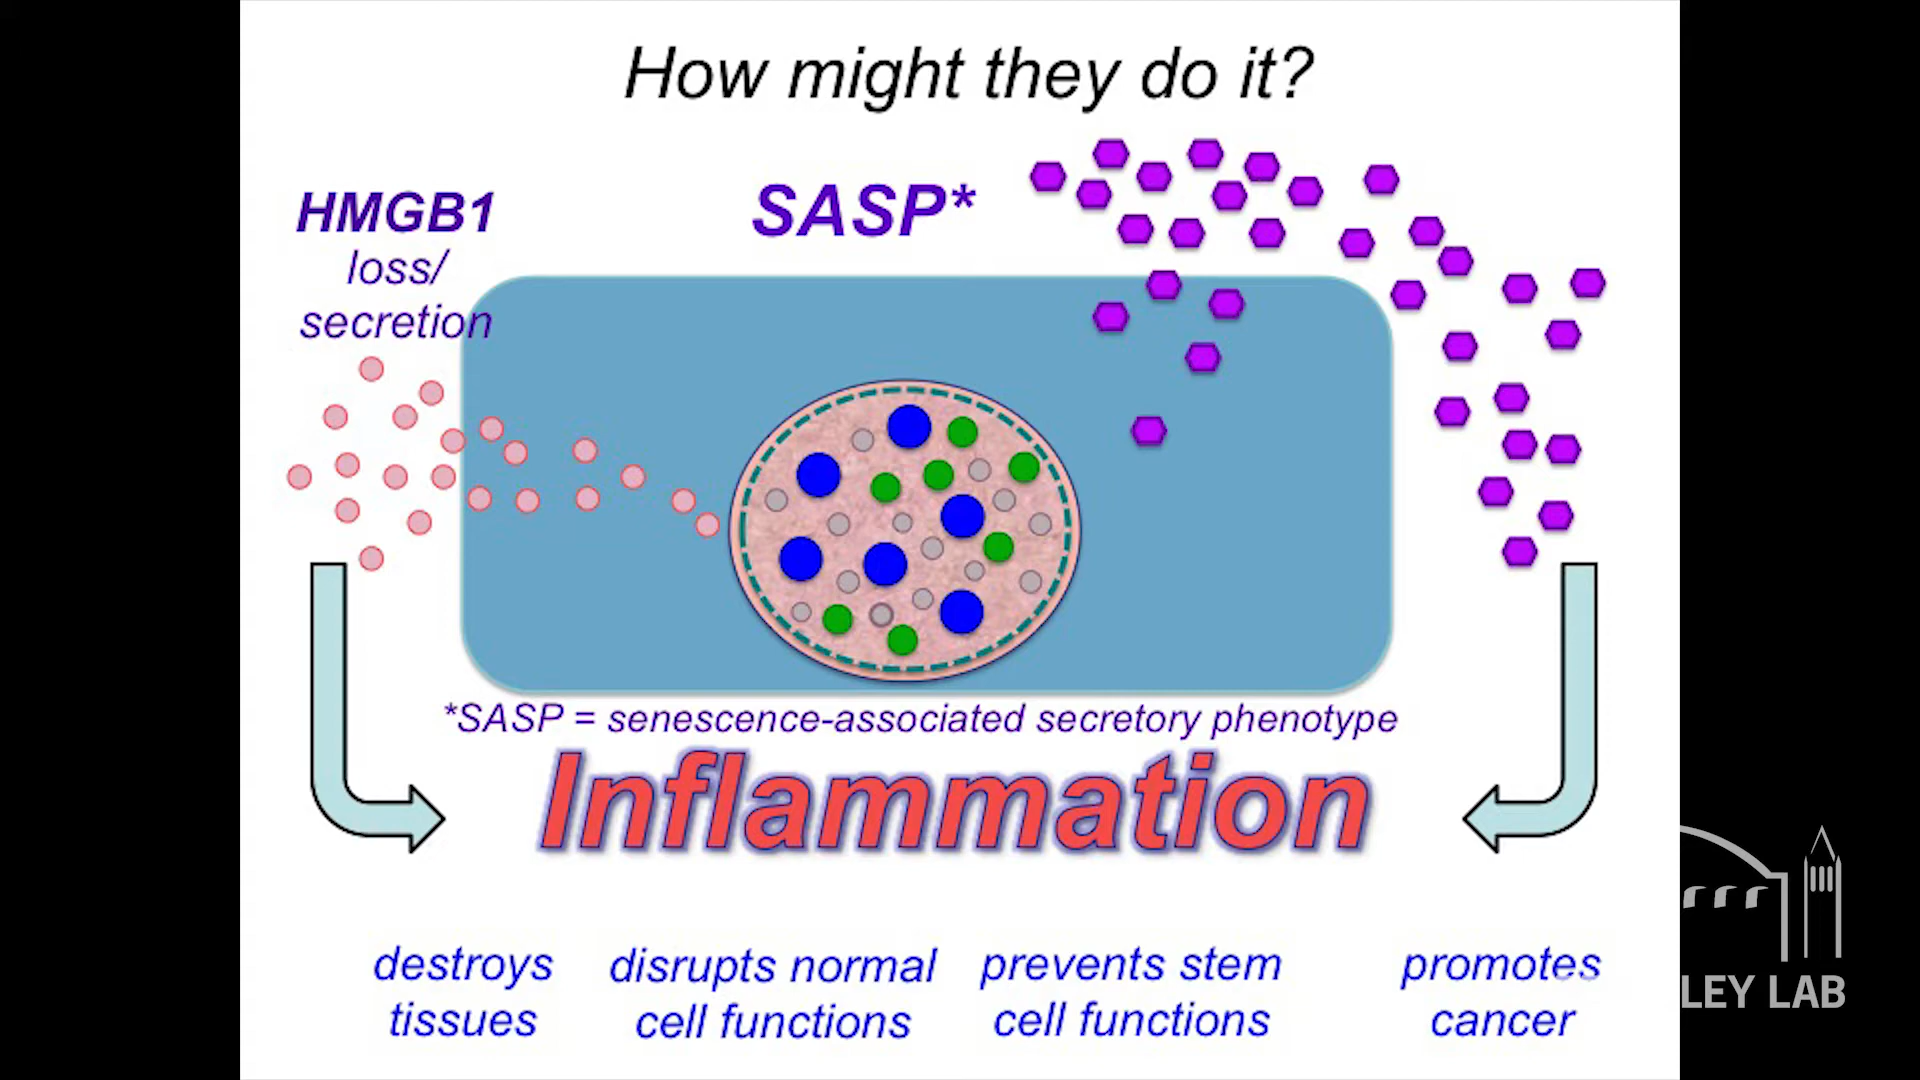 How might they do it?
HMGB1
loss/
secretion
SASP*
*SASP = senescence-associated secretory phenotype
Inflammation
destroys
tissues
disrupts normal
cell functions
prevents stem
cell functions
promotes
cancer
LEY LAB